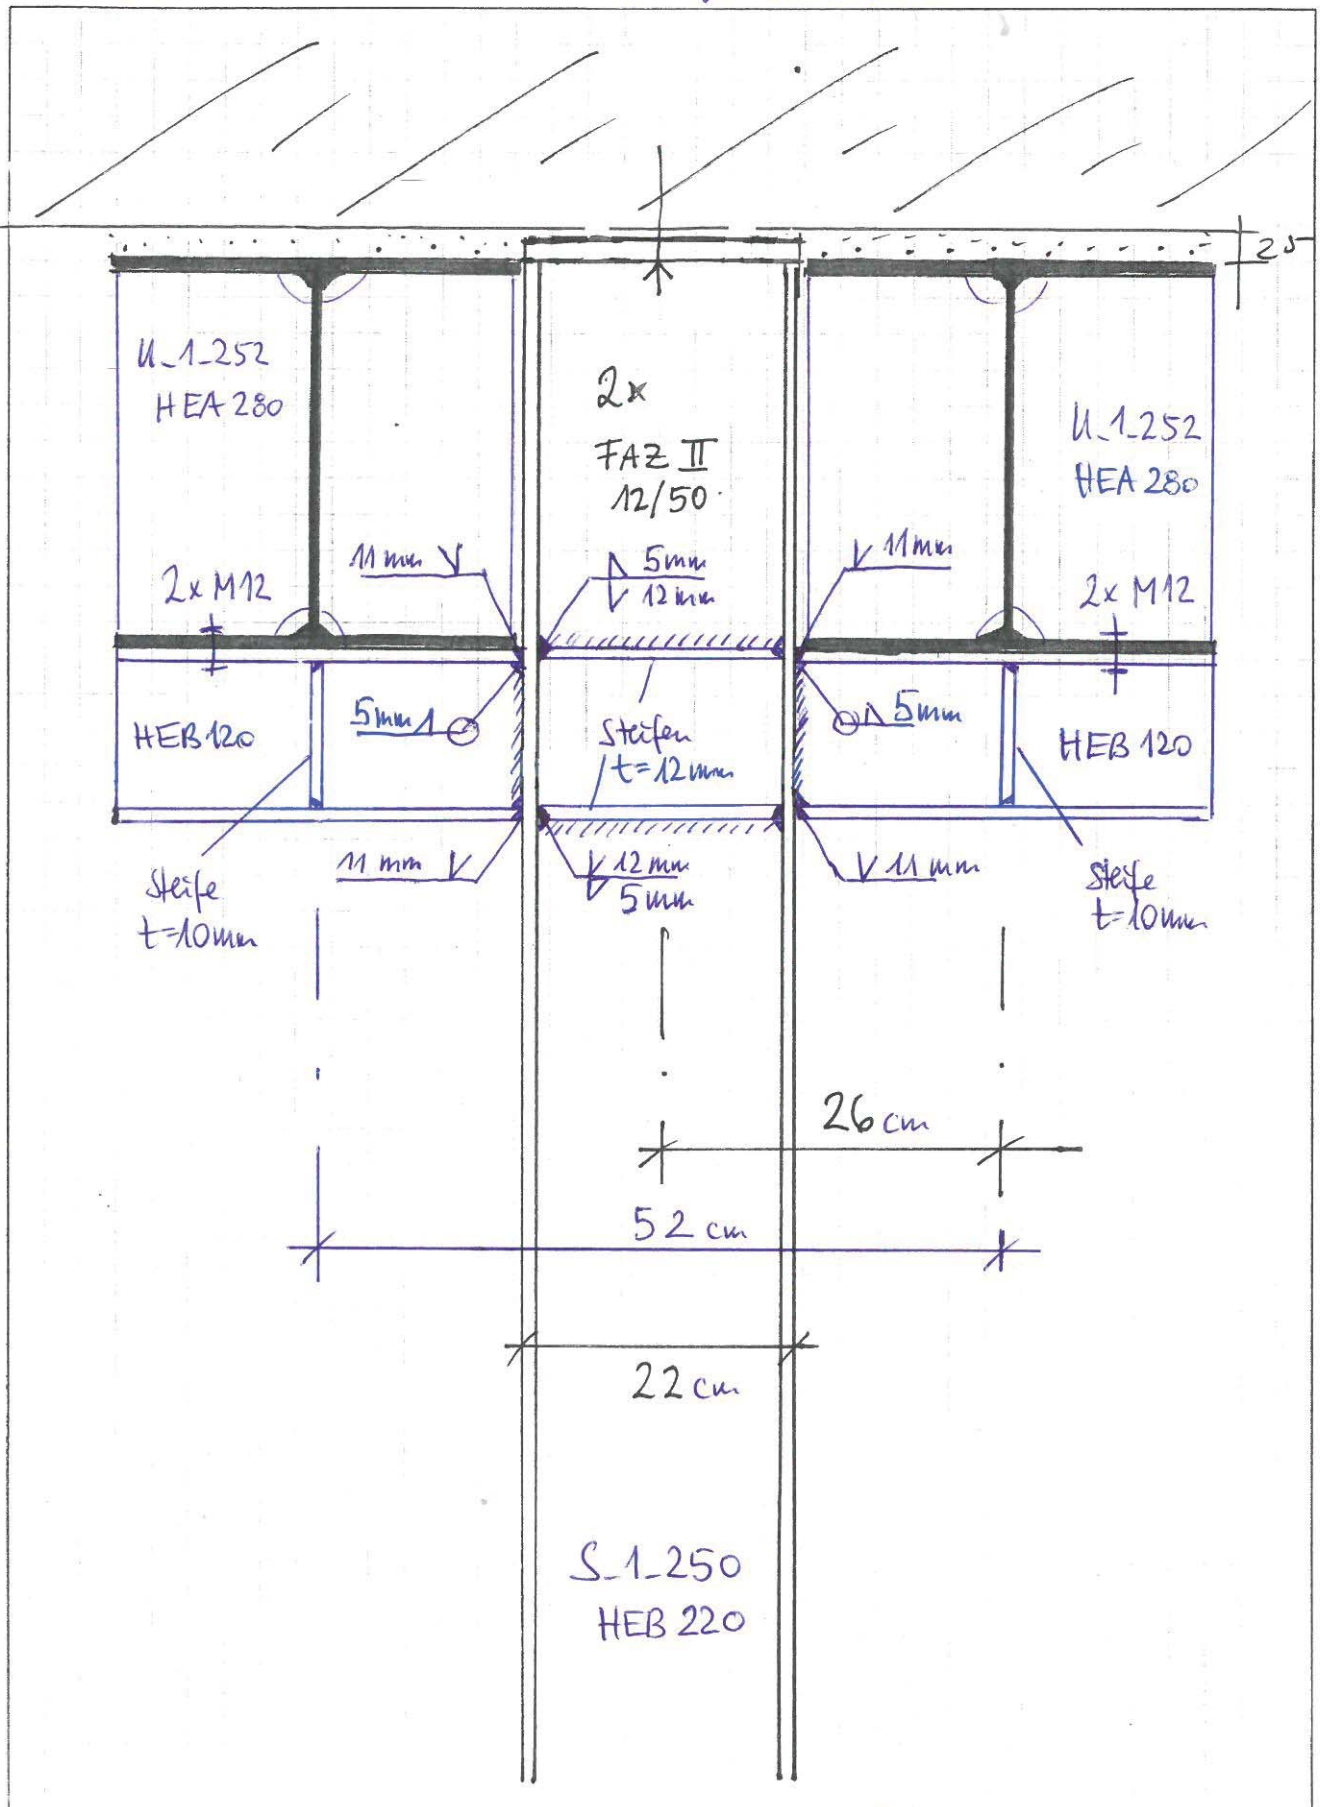 25
U_1_252
HEA 280
2x
FAZ II
12/50
U_1_252
HEA 280
11 mm
5 mm
12 mm
11 mm
2x M12
2x M12
5 mm
Steifen
t=12 mm
5 mm
HEB 120
HEB 120
11 mm
12 mm
5 mm
11 mm
Steife
t=10 mm
Steife
t=10 mm
26 cm
52 cm
22 cm
S_1_250
HEB 220